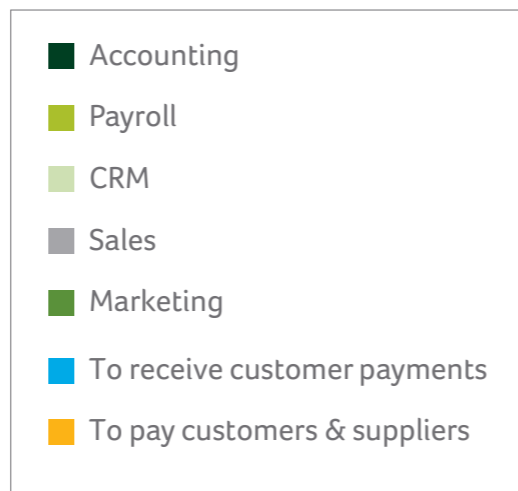 Accounting
Payroll
CRM
Sales
Marketing
To receive customer payments
To pay customers & suppliers